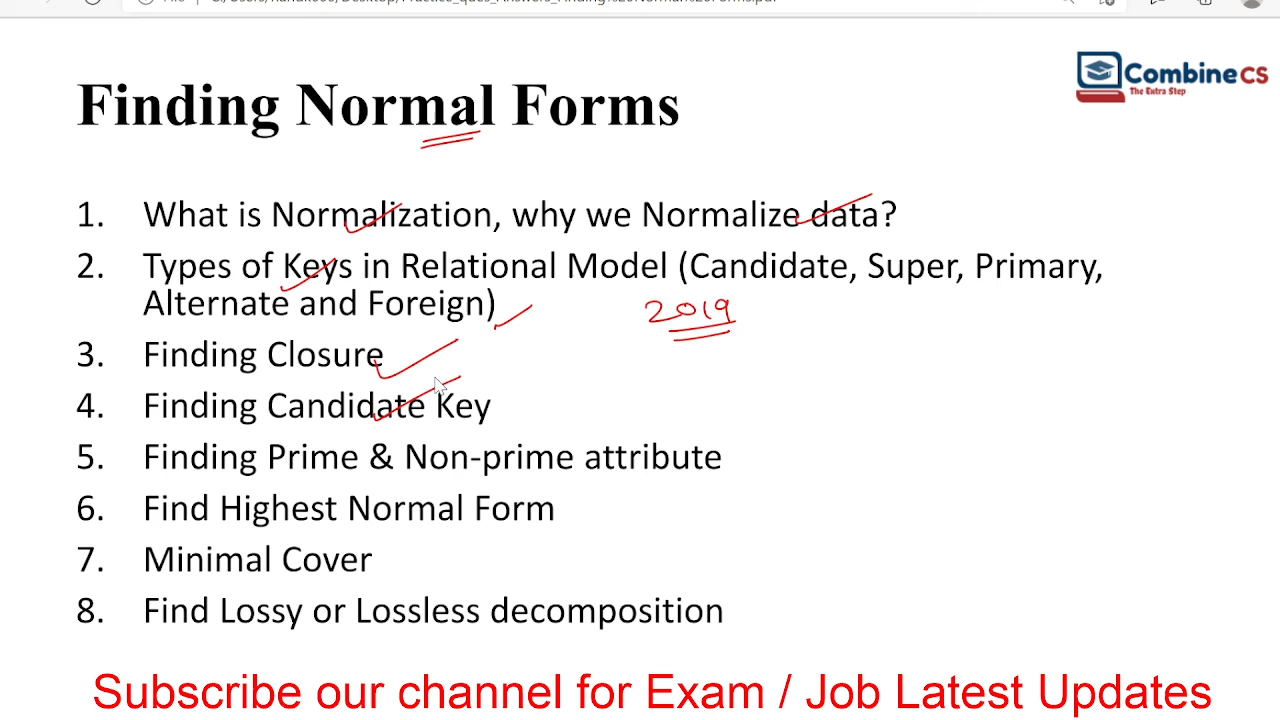 Combine CS
The Extra Step
Finding Normal Forms
1. What is Normalization, why we Normalize data?
2. Types of Keys in Relational Model (Candidate, Super, Primary,
Alternate and Foreign)
2019
3. Finding Closure
4. Finding Candidate Key
5. Finding Prime & Non-prime attribute
6. Find Highest Normal Form
7. Minimal Cover
8. Find Lossy or Lossless decomposition
Subscribe our channel for Exam / Job Latest Updates